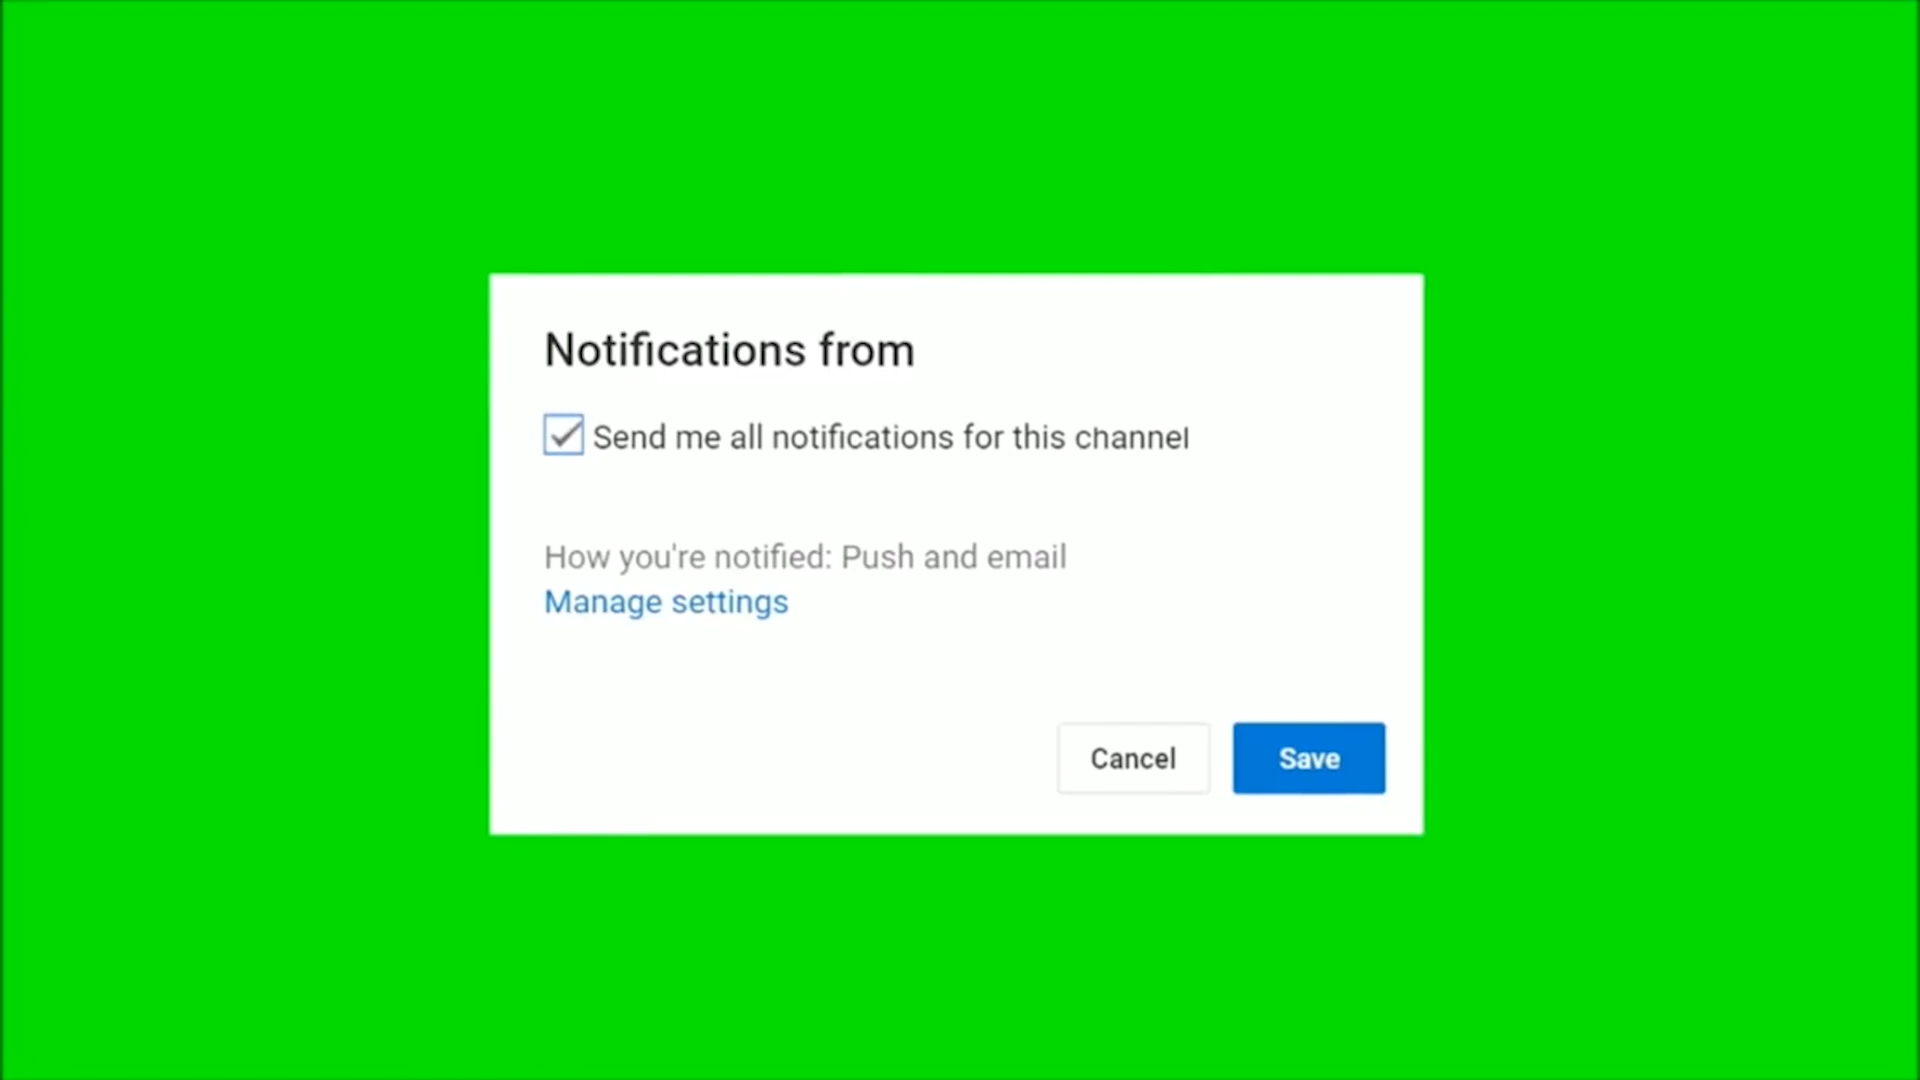 Notifications from
Send me all notifications for this channel
How you're notified: Push and email
Manage settings
Cancel
Save